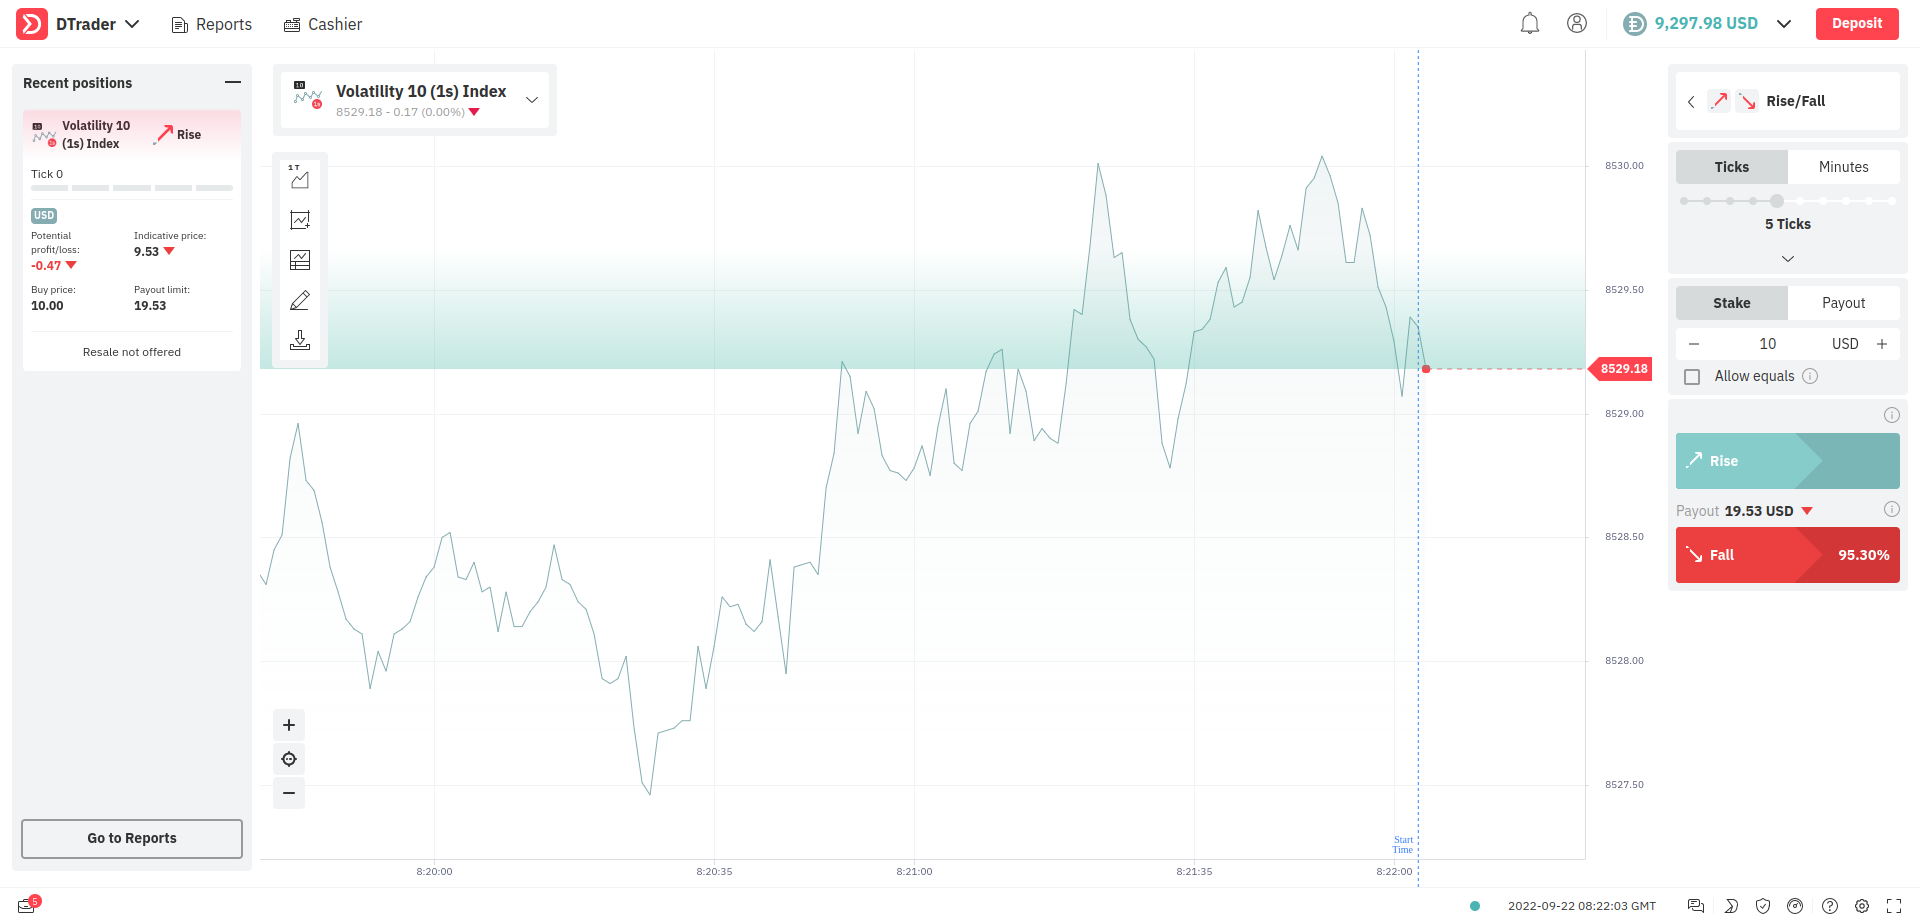 DTrader
Reports
Cashier
9,297.98 USD
Deposit
Recent positions
Volatility 10
(1s) Index
Rise
Tick 0
USD
Potential
profit/loss:
-0.47
Indicative price:
9.53
Buy price:
10.00
Payout limit:
19.53
Resale not offered
Go to Reports
5
Volatility 10 (1s) Index
8529.18 - 0.17 (0.00%)
1 T
8530.00
8529.50
8529.18
8529.00
8528.50
8528.00
8527.50
Start
Time
8:20:00
8:20:35
8:21:00
8:21:35
8:22:00
Rise/Fall
Ticks
Minutes
5 Ticks
Stake
Payout
10
USD
Allow equals
Rise
Payout 19.53 USD
Fall
95.30%
2022-09-22 08:22:03 GMT